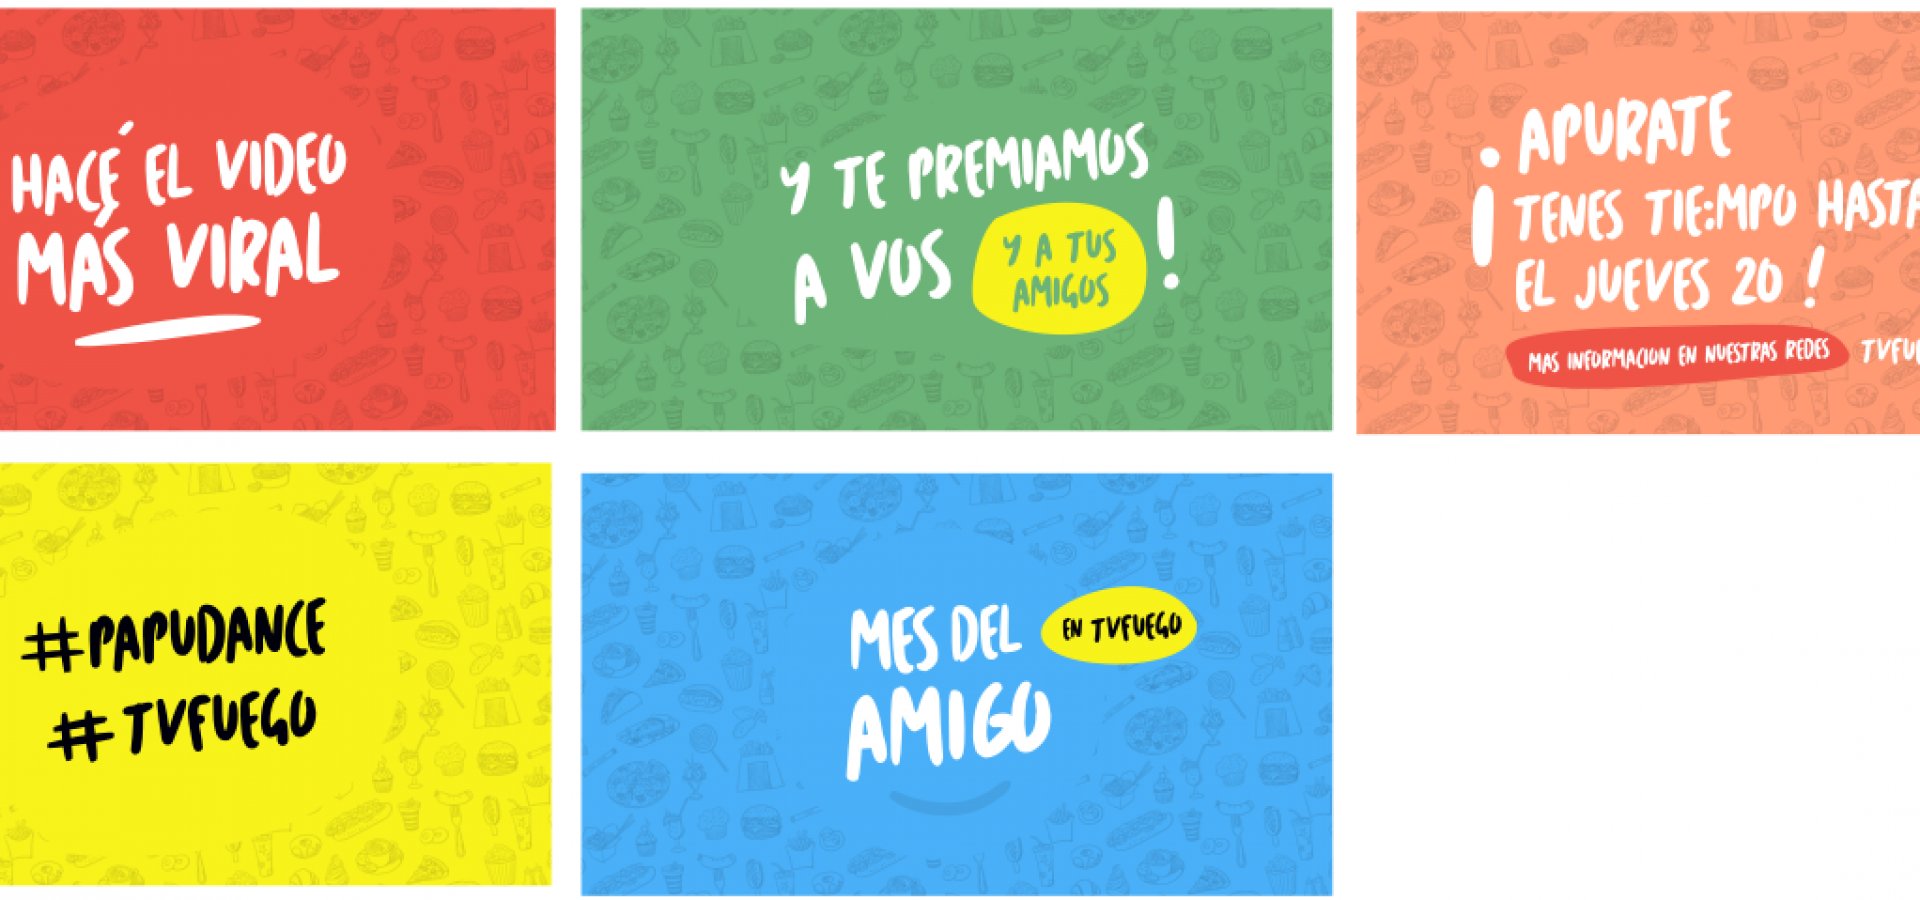 HACÉ EL VIDEO
MÁS VIRAL
Y TE PREMIAMOS
A VOS
Y A TUS
AMIGOS
!
¡APURATE
TENES TIE:MPO HASTA
EL JUEVES 20!
MAS INFORMACION EN NUESTRAS REDES
TVFU
#PAPUDANCE
#TVFUEGO
MES DEL
EN TVFUEGO
AMIGO